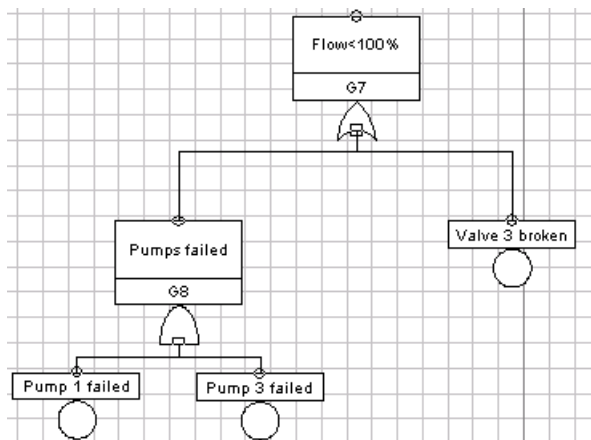 Flow<100%
G7
Pumps failed
Valve 3 broken
G8
Pump 1 failed
Pump 3 failed